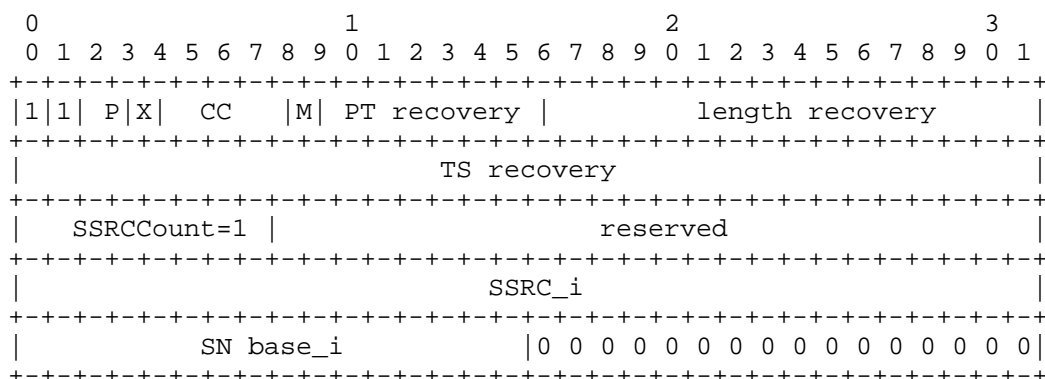 0                   1                   2                   3
 0 1 2 3 4 5 6 7 8 9 0 1 2 3 4 5 6 7 8 9 0 1 2 3 4 5 6 7 8 9 0 1
+-+-+-+-+-+-+-+-+-+-+-+-+-+-+-+-+-+-+-+-+-+-+-+-+-+-+-+-+-+-+-+-+
|1|1| P|X|  CC   |M| PT recovery |         length recovery      |
+-+-+-+-+-+-+-+-+-+-+-+-+-+-+-+-+-+-+-+-+-+-+-+-+-+-+-+-+-+-+-+-+
|                          TS recovery                          |
+-+-+-+-+-+-+-+-+-+-+-+-+-+-+-+-+-+-+-+-+-+-+-+-+-+-+-+-+-+-+-+-+
|   SSRCCount=1 |                    reserved                   |
+-+-+-+-+-+-+-+-+-+-+-+-+-+-+-+-+-+-+-+-+-+-+-+-+-+-+-+-+-+-+-+-+
|                             SSRC_i                            |
+-+-+-+-+-+-+-+-+-+-+-+-+-+-+-+-+-+-+-+-+-+-+-+-+-+-+-+-+-+-+-+-+
|           SN base_i           |0 0 0 0 0 0 0 0 0 0 0 0 0 0 0 0|
+-+-+-+-+-+-+-+-+-+-+-+-+-+-+-+-+-+-+-+-+-+-+-+-+-+-+-+-+-+-+-+-+